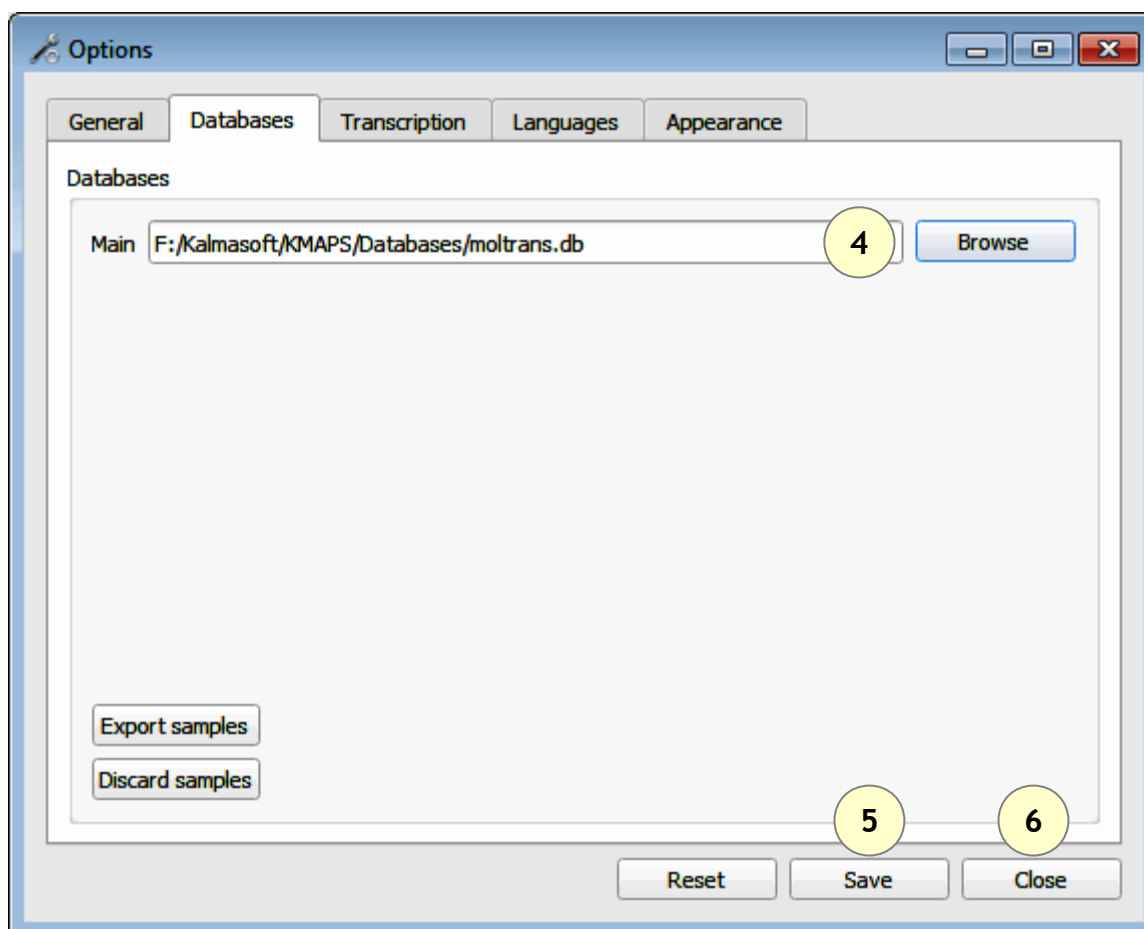 Options
General Databases Transcription Languages Appearance
Databases
Main F:/Kalmasoft/KMAPS/Databases/moltrans.db 4 Browse
Export samples
Discard samples
5 6
Reset Save Close